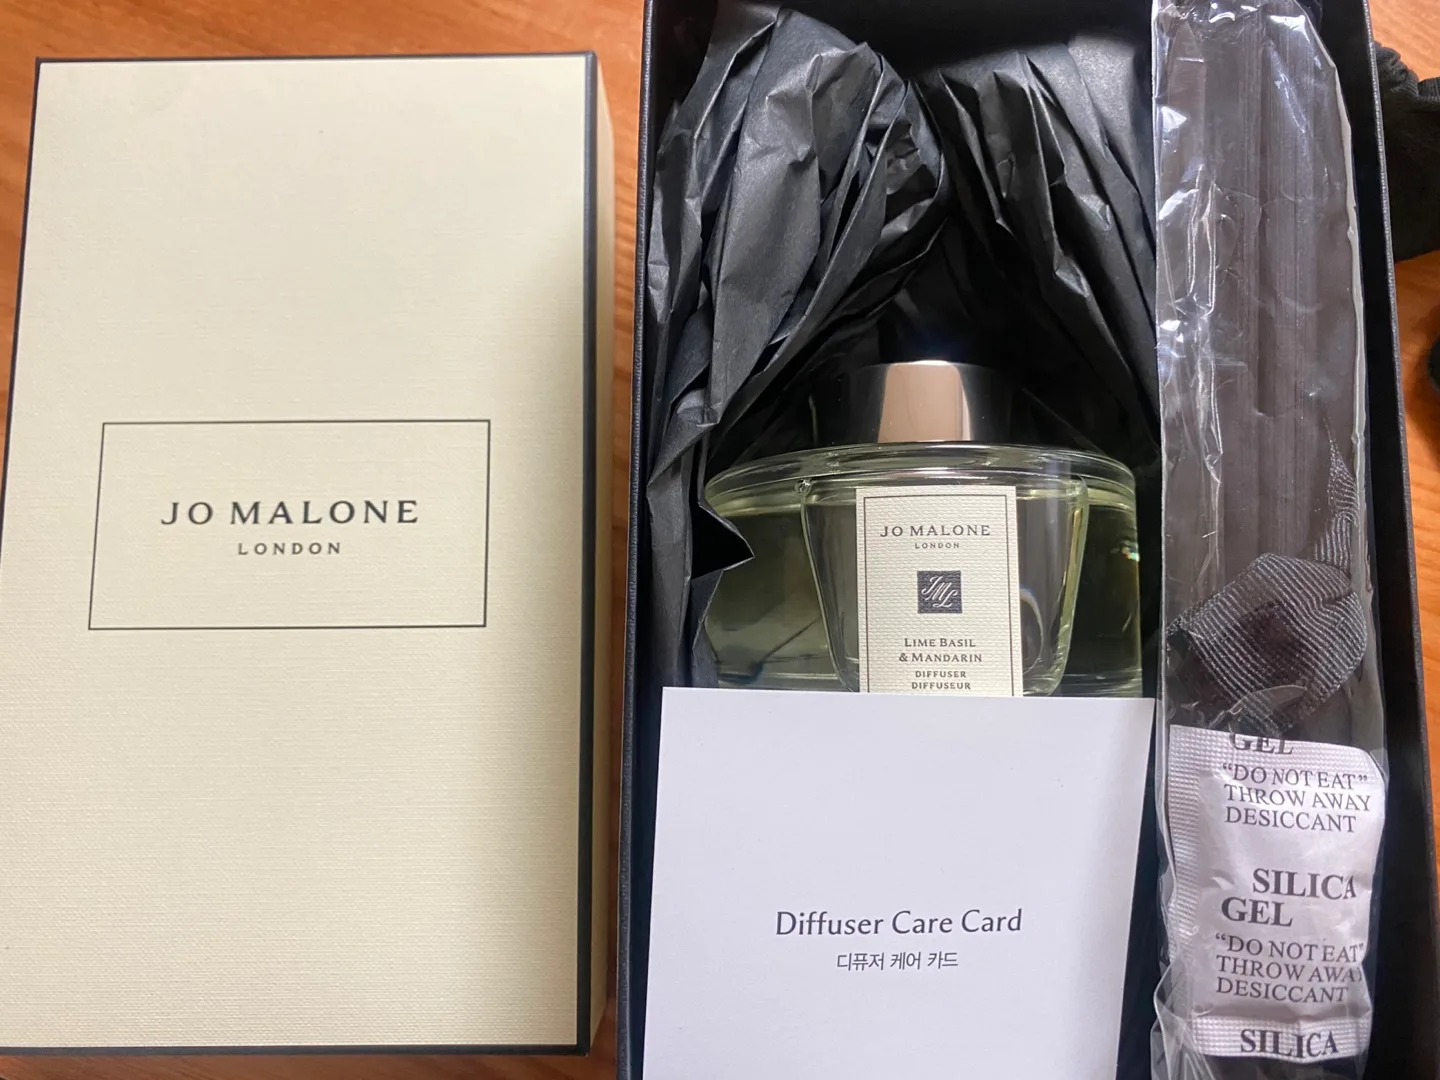 JO MALONE
LONDON
JO MALONE
LONDON
JML
LIME BASIL
& MANDARIN
DIFFUSER
DIFFUSEUR
Diffuser Care Card
디퓨저 케어 카드
GEL
“DO NOT EAT”
THROW AWAY
DESICCANT
SILICA
GEL
“DO NOT EAT”
THROW AWAY
DESICCANT
SILICA